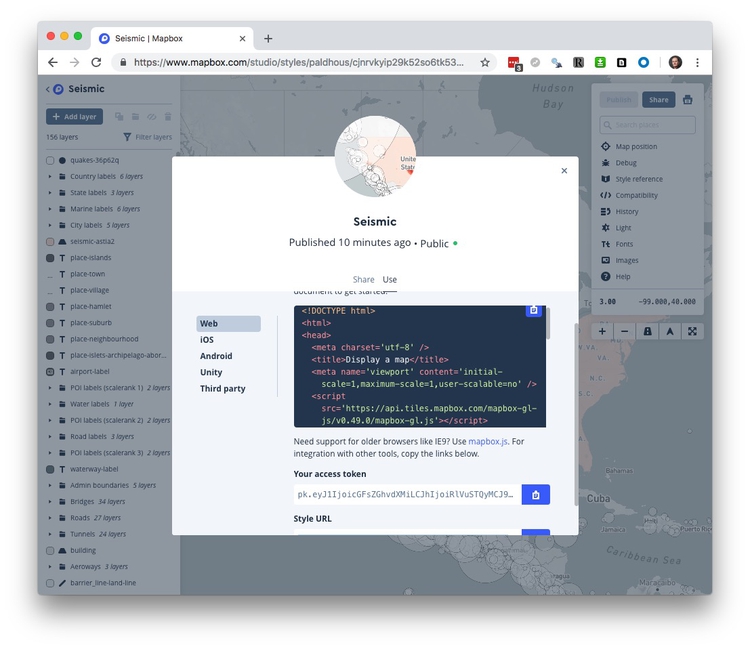 Seismic | Mapbox
https://www.mapbox.com/studio/styles/paldhous/cjnrvkyip29k52so6tk53...
3
Seismic
Add layer
156 layers
Filter layers
quakes-36p62q
Country labels 6 layers
State labels 3 layers
Marine labels 6 layers
City labels 5 layers
seismic-astia2
place-islands
place-town
place-village
place-hamlet
place-suburb
place-neighbourhood
place-islets-archipelago-abor...
airport-label
POI labels (scalerank 1) 2 layers
Water labels 1 layer
POI labels (scalerank 2) 2 layers
Road labels 3 layers
POI labels (scalerank 3) 2 layers
waterway-label
Admin boundaries 5 layers
Bridges 34 layers
Roads 27 layers
Tunnels 24 layers
building
Aeroways 3 layers
barrier_line-land-line
Unite
State
Seismic
Published 10 minutes ago • Public
Share Use
document to get started.
Web
iOS
Android
Unity
Third party
<!DOCTYPE html>
<html>
<head>
<meta charset='utf-8' />
<title>Display a map</title>
<meta name='viewport' content='initial-
scale=1,maximum-scale=1,user-scalable=no' />
<script
src='https://api.tiles.mapbox.com/mapbox-gl-
js/v0.49.0/mapbox-gl.js'></script>
Need support for older browsers like IE9? Use mapbox.js. For
integration with other tools, copy the links below.
Your access token
pk.eyJ1IjoicGFsZGhvdXMiLCJhIjoiRlVuSTQyMCJ9...
Style URL
Hudson
Bay
Publish
Share
Search places
Map position
Debug
Style reference
Compatibility
History
Light
Fonts
Images
Help
3.00 -99.000,40.000
VA.
N.C.
S.C.
Bahamas
Cuba
Jamaica
Haiti
Puerto Rico
Caribbean Sea
Maracaibo